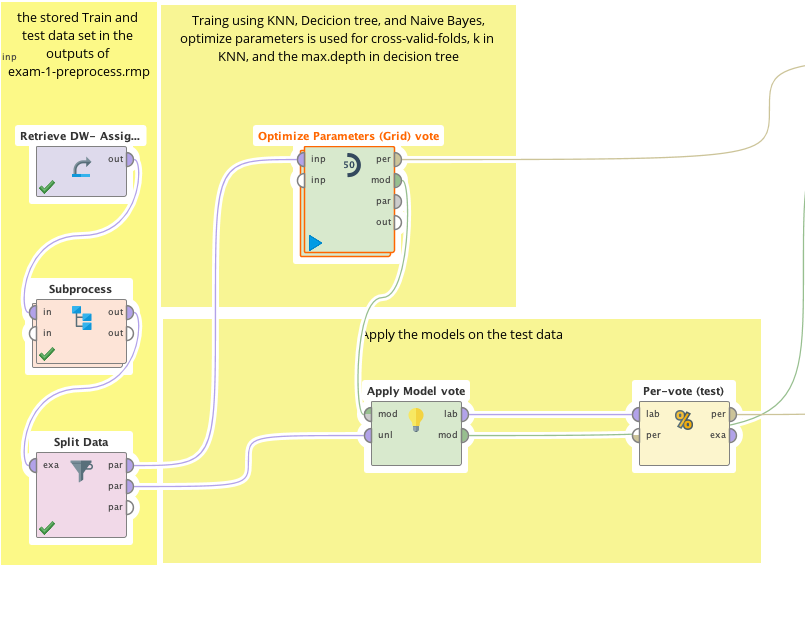 the stored Train and
test data set in the
outputs of
exam-1-preprocess.rmp
inp
Traing using KNN, Decicion tree, and Naive Bayes,
optimize parameters is used for cross-valid-folds, k in
KNN, and the max.depth in decision tree
Retrieve DW- Assig...
out
Optimize Parameters (Grid) vote
inp per
50
inp mod
par
out
Subprocess
in out
in out
Apply the models on the test data
Apply Model vote
mod lab
unl mod
Per-vote (test)
lab per
%
per exa
Split Data
exa par
par
par